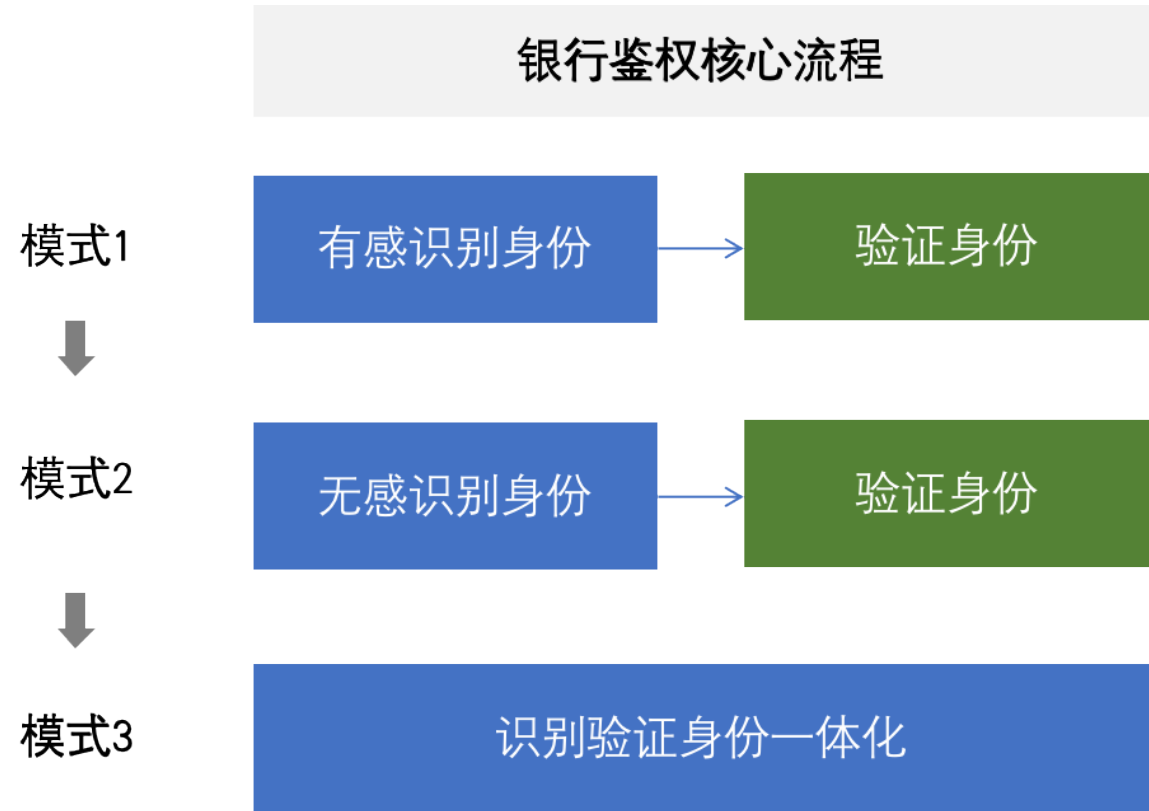 银行鉴权核心流程
模式1
有感识别身份
验证身份
模式2
无感识别身份
验证身份
模式3
识别验证身份一体化